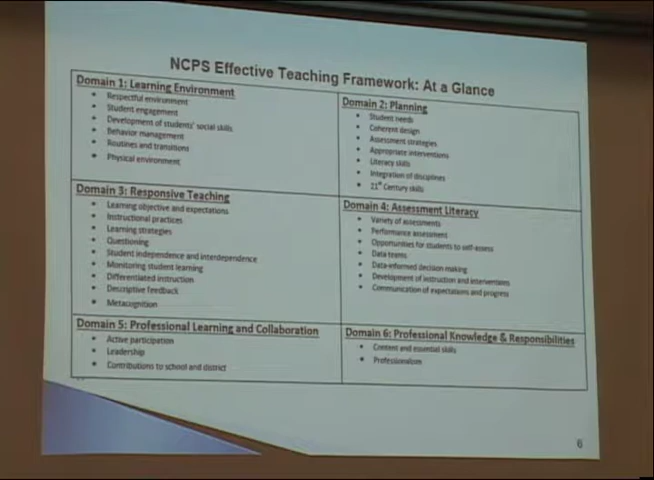 NCPS Effective Teaching Framework: At a Glance
Domain 1: Learning Environment
• Respectful environment
• Student engagement
• Development of students' social skills
• Behavior management
• Routines and transitions
• Physical environment
Domain 2: Planning
• Student needs
• Coherent design
• Assessment strategies
• Appropriate interventions
• Literacy skills
• Integration of disciplines
• 21st Century skills
Domain 3: Responsive Teaching
• Learning objective and expectations
• Instructional practices
• Learning strategies
• Questioning
• Student independence and interdependence
• Monitoring student learning
• Differentiated instruction
• Descriptive feedback
• Metacognition
Domain 4: Assessment Literacy
• Variety of assessments
• Performance assessment
• Opportunities for students to self-assess
• Data teams
• Data-informed decision making
• Development of instruction and interventions
• Communication of expectations and progress
Domain 5: Professional Learning and Collaboration
• Active participation
• Leadership
• Contributions to school and district
Domain 6: Professional Knowledge & Responsibilities
• Content and essential skills
• Professionalism
6